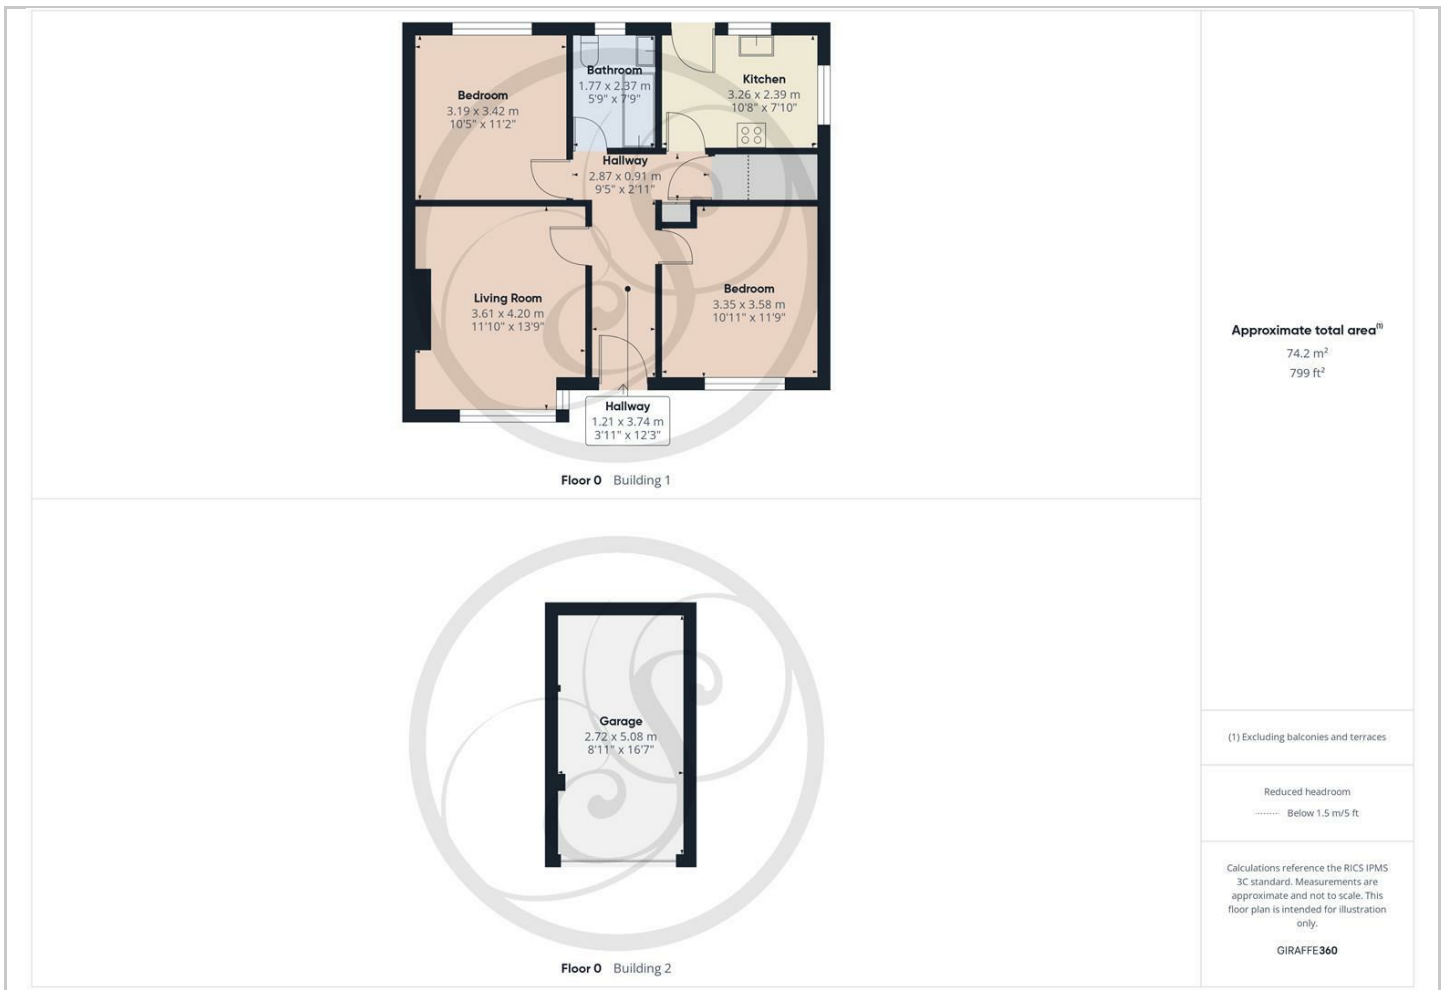 Bedroom
3.19 x 3.42 m
10'5" x 11'2"
Bathroom
1.77 x 2.37 m
5'9" x 7'9"
Kitchen
3.26 x 2.39 m
10'8" x 7'10"
Hallway
2.87 x 0.91 m
9'5" x 2'11"
Living Room
3.61 x 4.20 m
11'10" x 13'9"
Bedroom
3.35 x 3.58 m
10'11" x 11'9"
Hallway
1.21 x 3.74 m
3'11" x 12'3"
Floor 0 Building 1
Garage
2.72 x 5.08 m
8'11" x 16'7"
Floor 0 Building 2
Approximate total area(1)
74.2 m²
799 ft²
(1) Excluding balconies and terraces
Reduced headroom
Below 1.5 m/5 ft
Calculations reference the RICS IPMS
3C standard. Measurements are
approximate and not to scale. This
floor plan is intended for illustration
only.
GIRAFFE360